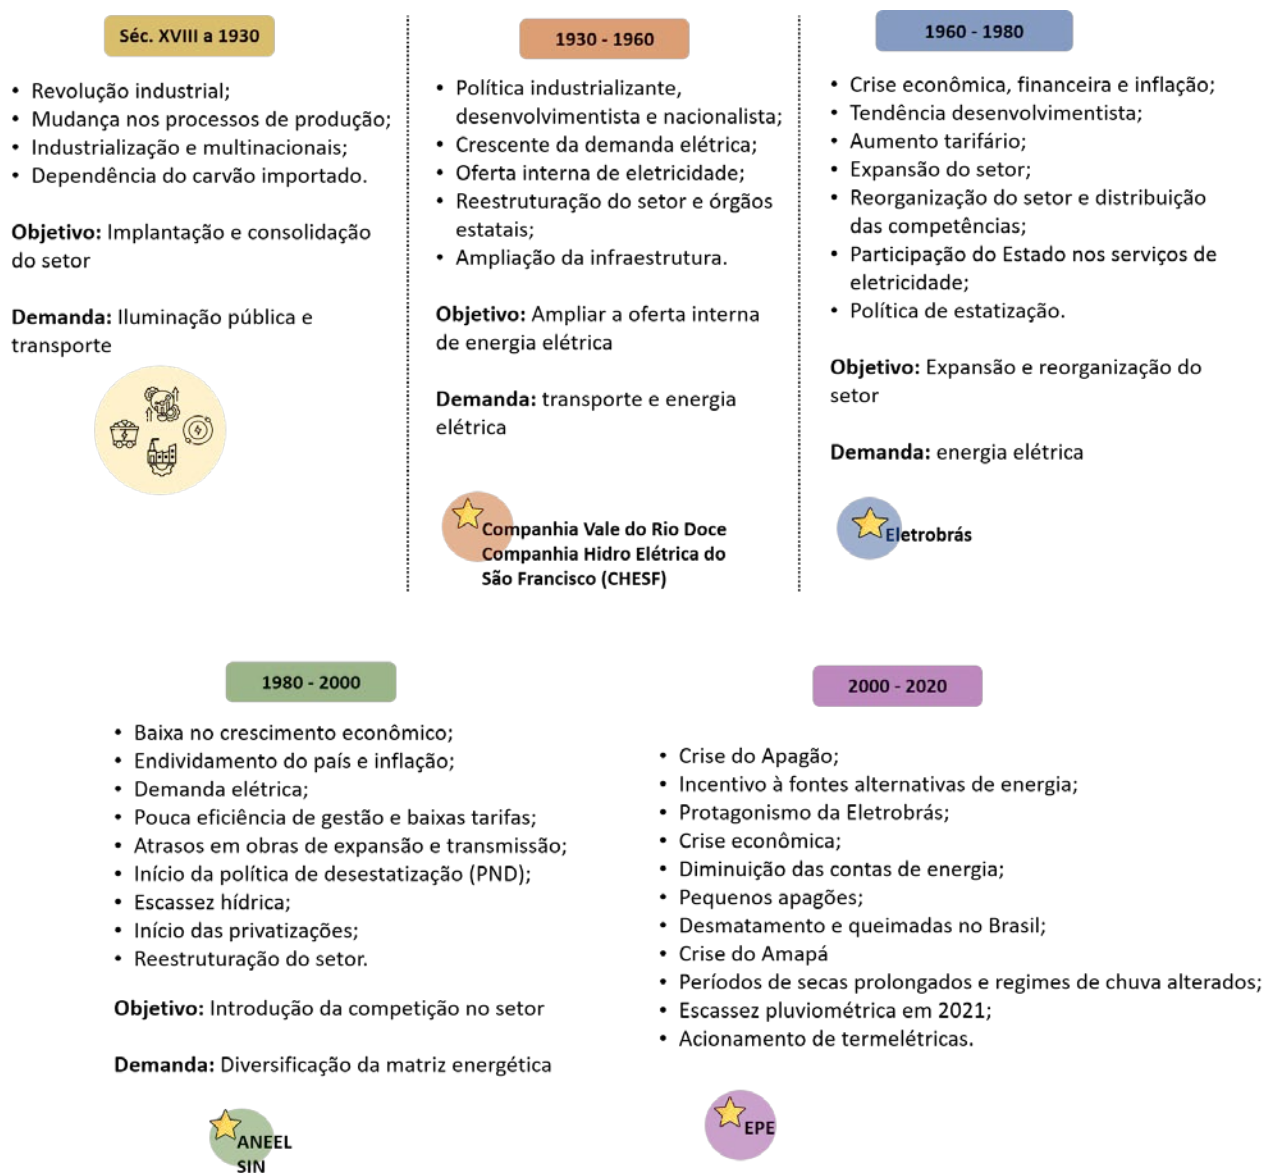 Séc. XVIII a 1930
• Revolução industrial;
• Mudança nos processos de produção;
• Industrialização e multinacionais;
• Dependência do carvão importado.
Objetivo: Implantação e consolidação
do setor
Demanda: Iluminação pública e
transporte
1930 - 1960
• Política industrializante,
desenvolvimentista e nacionalista;
• Crescente da demanda elétrica;
• Oferta interna de eletricidade;
• Reestruturação do setor e órgãos
estatais;
• Ampliação da infraestrutura.
Objetivo: Ampliar a oferta interna
de energia elétrica
Demanda: transporte e energia
elétrica
Companhia Vale do Rio Doce
Companhia Hidro Elétrica do
São Francisco (CHESF)
1960 - 1980
• Crise econômica, financeira e inflação;
• Tendência desenvolvimentista;
• Aumento tarifário;
• Expansão do setor;
• Reorganização do setor e distribuição
das competências;
• Participação do Estado nos serviços de
eletricidade;
• Política de estatização.
Objetivo: Expansão e reorganização do
setor
Demanda: energia elétrica
Eletrobrás
1980 - 2000
• Baixa no crescimento econômico;
• Endividamento do país e inflação;
• Demanda elétrica;
• Pouca eficiência de gestão e baixas tarifas;
• Atrasos em obras de expansão e transmissão;
• Início da política de desestatização (PND);
• Escassez hídrica;
• Início das privatizações;
• Reestruturação do setor.
Objetivo: Introdução da competição no setor
Demanda: Diversificação da matriz energética
ANEEL
SIN
2000 - 2020
• Crise do Apagão;
• Incentivo à fontes alternativas de energia;
• Protagonismo da Eletrobrás;
• Crise econômica;
• Diminuição das contas de energia;
• Pequenos apagões;
• Desmatamento e queimadas no Brasil;
• Crise do Amapá
• Períodos de secas prolongados e regimes de chuva alterados;
• Escassez pluviométrica em 2021;
• Acionamento de termelétricas.
EPE